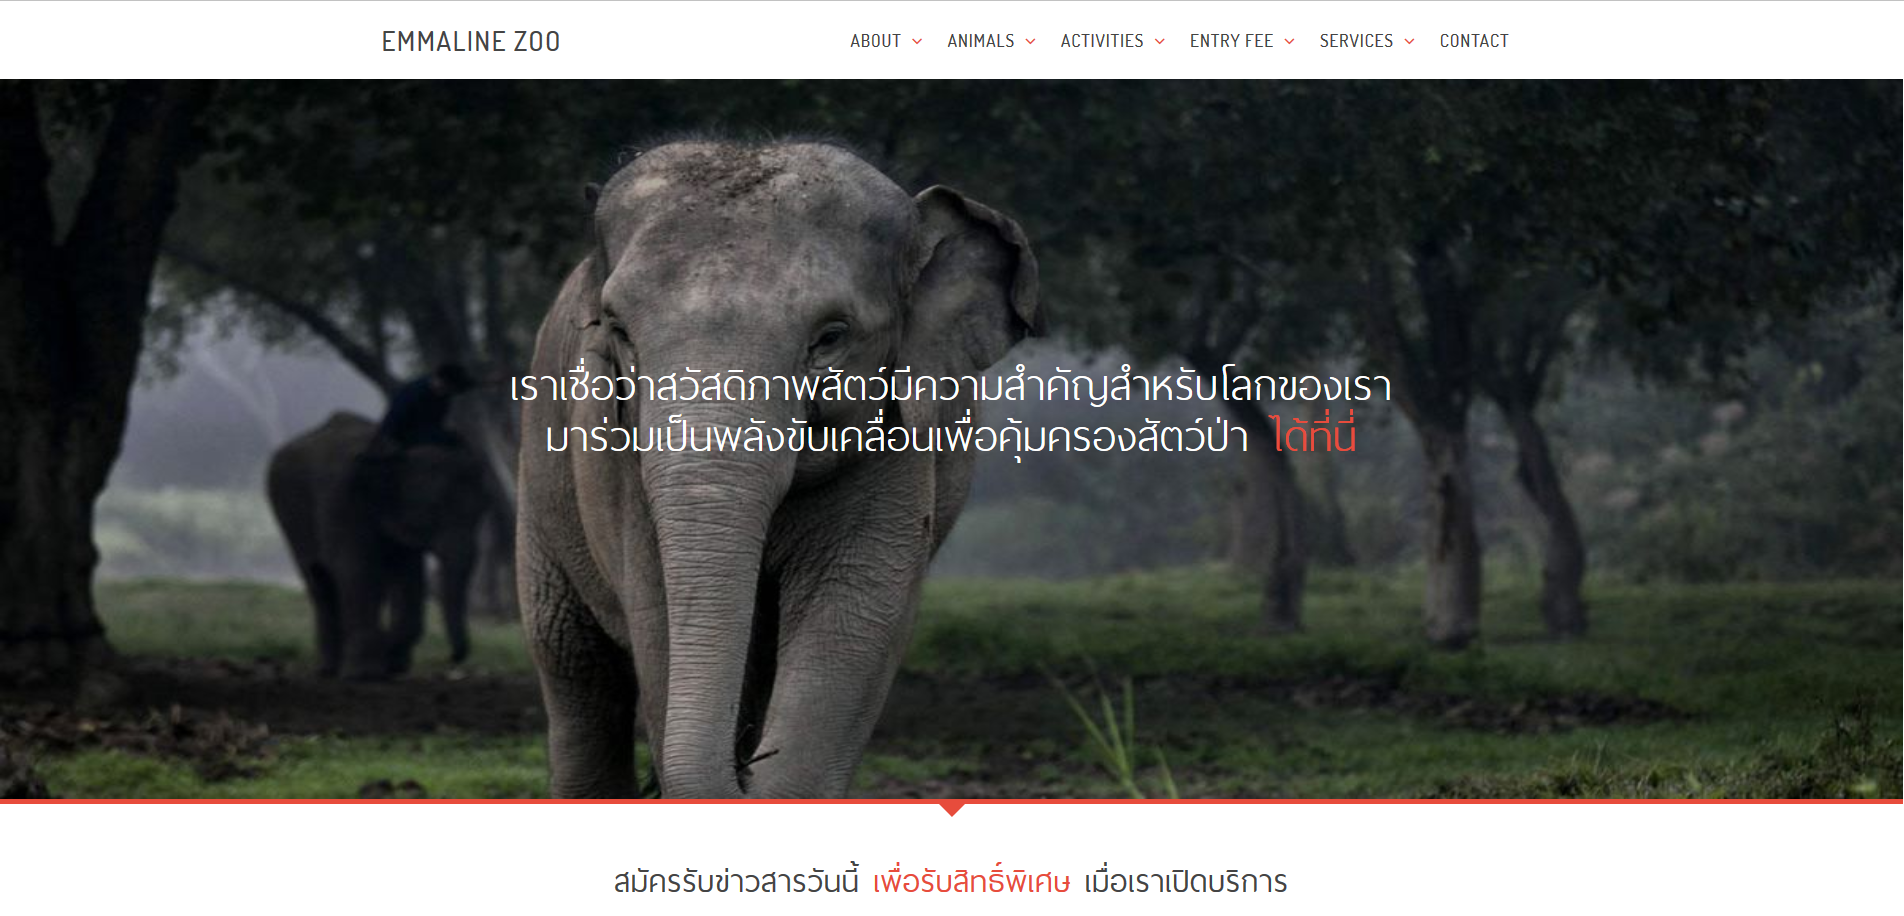 EMMALINE ZOO
ABOUT ANIMALS ACTIVITIES ENTRY FEE SERVICES CONTACT
เราเชื่อว่าสวัสดิภาพสัตว์มีความสำคัญสำหรับโลกของเรา
มาร่วมเป็นพลังขับเคลื่อนเพื่อคุ้มครองสัตว์ป่า ได้ที่นี่
สมัครรับข่าวสารวันนี้ เพื่อรับสิทธิ์พิเศษ เมื่อเราเปิดบริการ